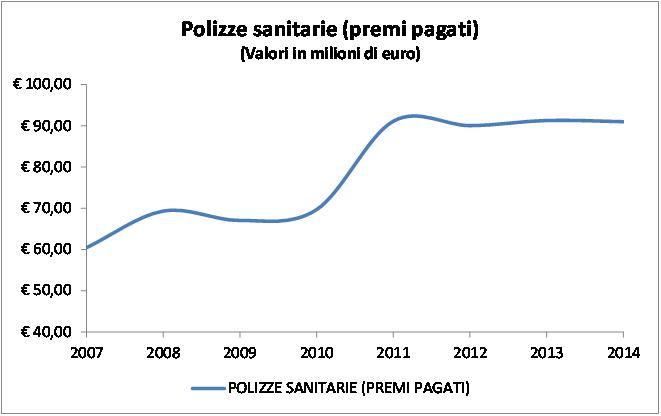 Polizze sanitarie (premi pagati)
(Valori in milioni di euro)
€ 100,00
€ 90,00
€ 80,00
€ 70,00
€ 60,00
€ 50,00
€ 40,00
2007 2008 2009 2010 2011 2012 2013 2014
POLIZZE SANITARIE (PREMI PAGATI)